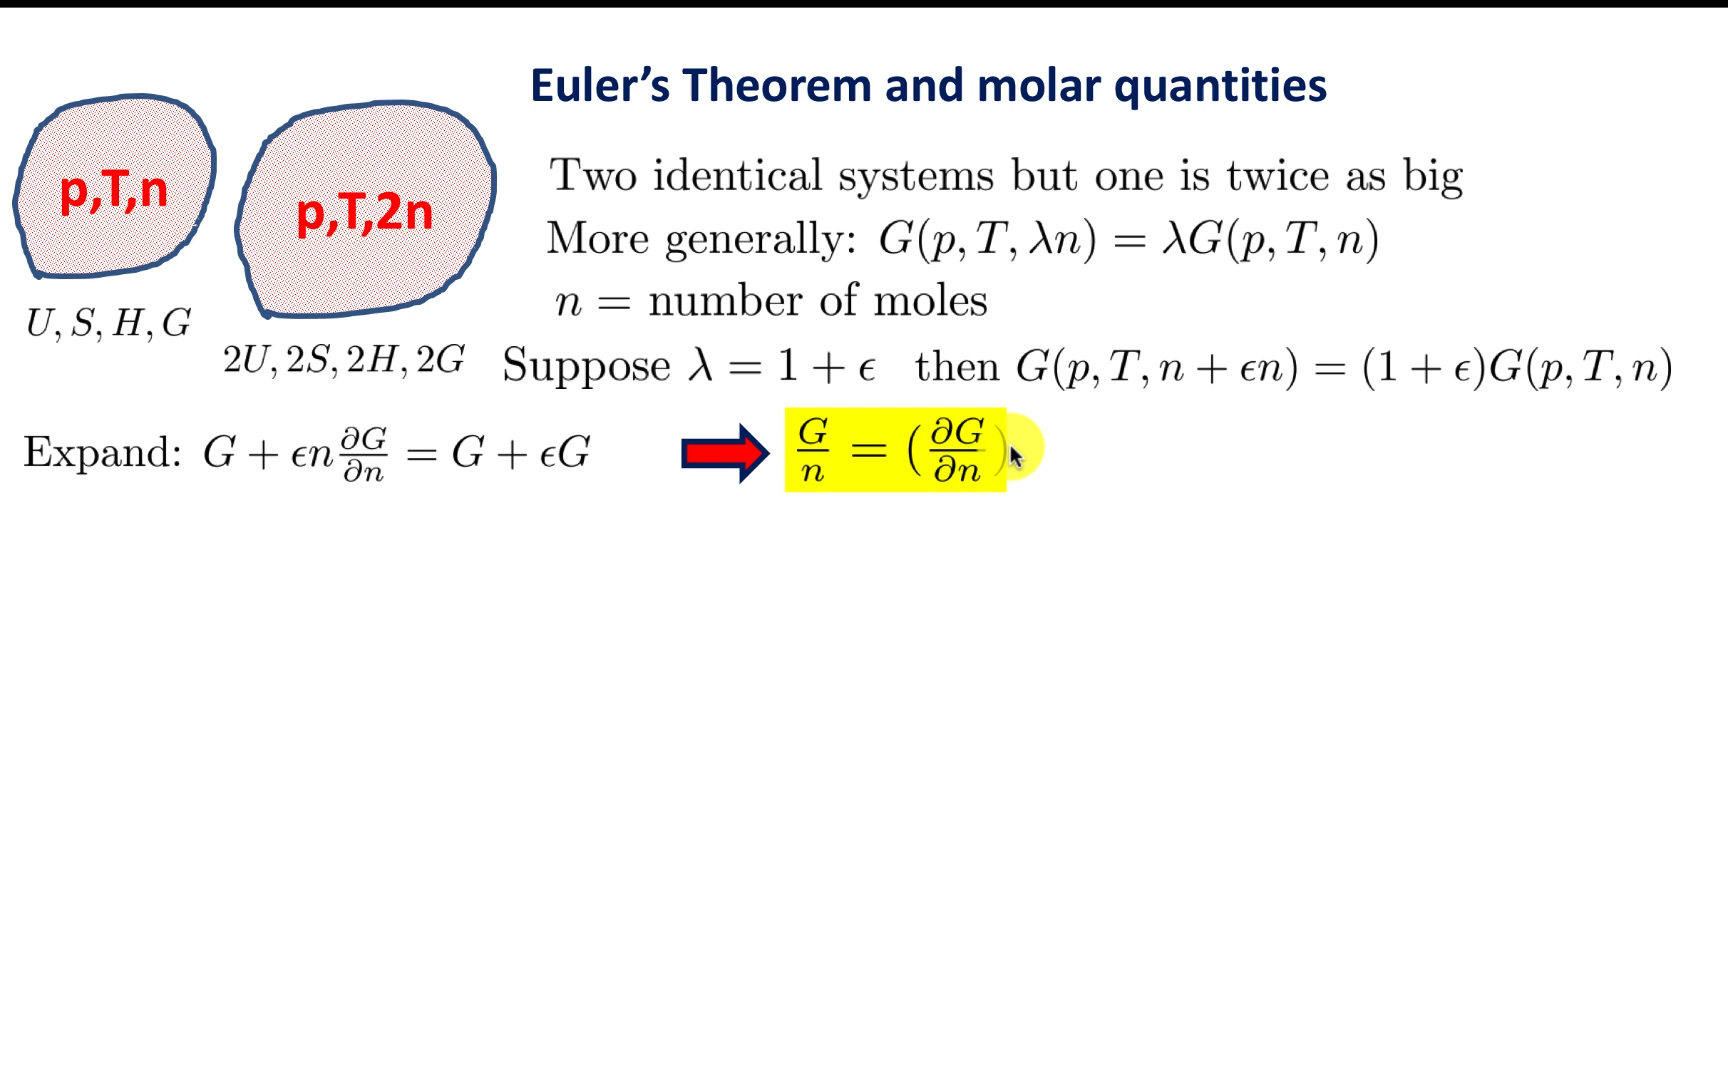 Euler’s Theorem and molar quantities
p,T,n
p,T,2n
Two identical systems but one is twice as big
More generally: G(p, T, λn) = λG(p, T, n)
n = number of moles
U, S, H, G
2U, 2S, 2H, 2G
Suppose λ = 1 + ϵ then G(p, T, n + ϵn) = (1 + ϵ)G(p, T, n)
Expand: G + ϵn ∂G/∂n = G + ϵG
G/n = (∂G/∂n)